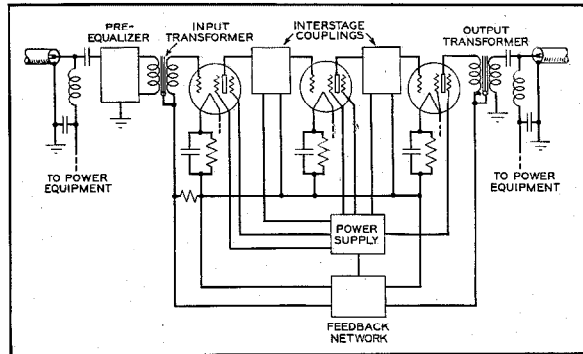 PRE-
EQUALIZER
INPUT
TRANSFORMER
INTERSTAGE
COUPLINGS
OUTPUT
TRANSFORMER
TO POWER
EQUIPMENT
POWER
SUPPLY
TO POWER
EQUIPMENT
FEEDBACK
NETWORK